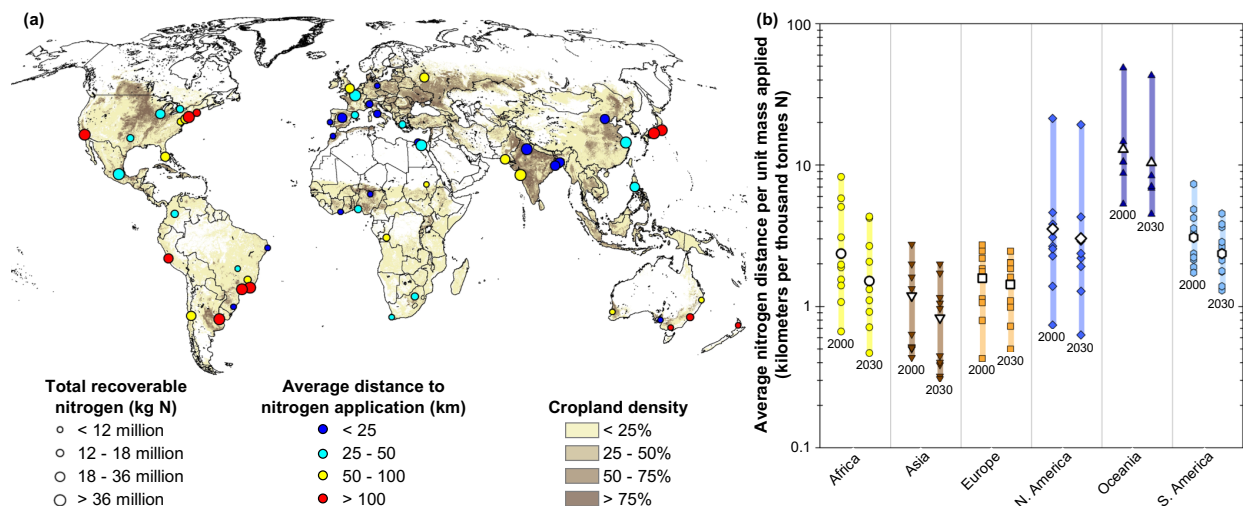 (a)
Total recoverable
nitrogen (kg N)
< 12 million
12 - 18 million
18 - 36 million
> 36 million
Average distance to
nitrogen application (km)
< 25
25 - 50
50 - 100
> 100
Cropland density
< 25%
25 - 50%
50 - 75%
> 75%
(b)
Average nitrogen distance per unit mass applied
(kilometers per thousand tonnes N)
100
10
1
0.1
2000
2030
2000
2030
2000
2030
2000
2030
2000
2030
2000
2030
Africa
Asia
Europe
N. America
Oceania
S. America